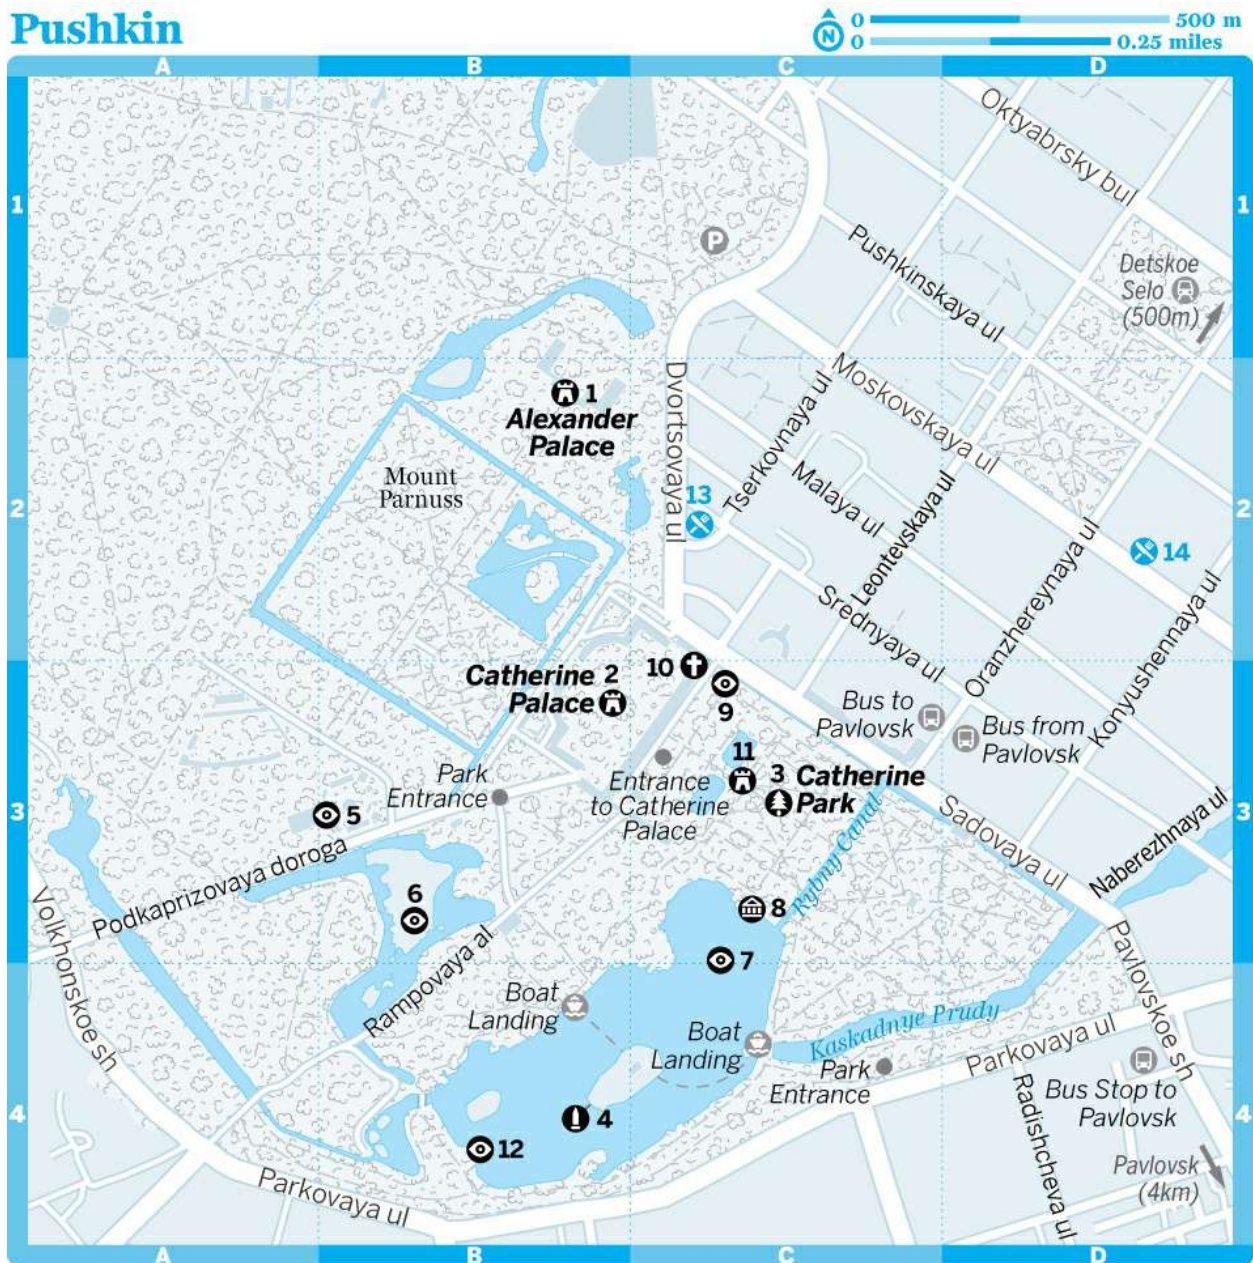 Pushkin
N
0
500 m
0
0.25 miles
A
B
C
D
1
1
Oktyabrsky bul
P
Pushkinskaya ul
Detskoe
Selo
(500m)
1
Alexander
Palace
Dvortsovaya ul
Moskovskaya ul
Tserkovnaya ul
Mount
Parnuss
Malaya ul
Leontevskaya ul
2
2
13
14
Oranzhereynaya ul
Srednyaya ul
Konyushennaya ul
Catherine
Palace
2
10
9
Bus to
Pavlovsk
Bus from
Pavlovsk
11
3
Catherine
Park
Park
Entrance
Entrance
to Catherine
Palace
3
3
5
Sadovaya ul
Naberezhnaya ul
Rybny Canal
Podkaprizovaya doroga
Volkhonskoe sh
6
8
7
Rampovaya al
Pavlovskoe sh
Boat
Landing
Boat
Landing
Kaskadnye Prudy
Parkovaya ul
Park
Entrance
Bus Stop to
Pavlovsk
Radishcheva ul
4
4
4
12
Pavlovsk
(4km)
Parkovaya ul
A
B
C
D